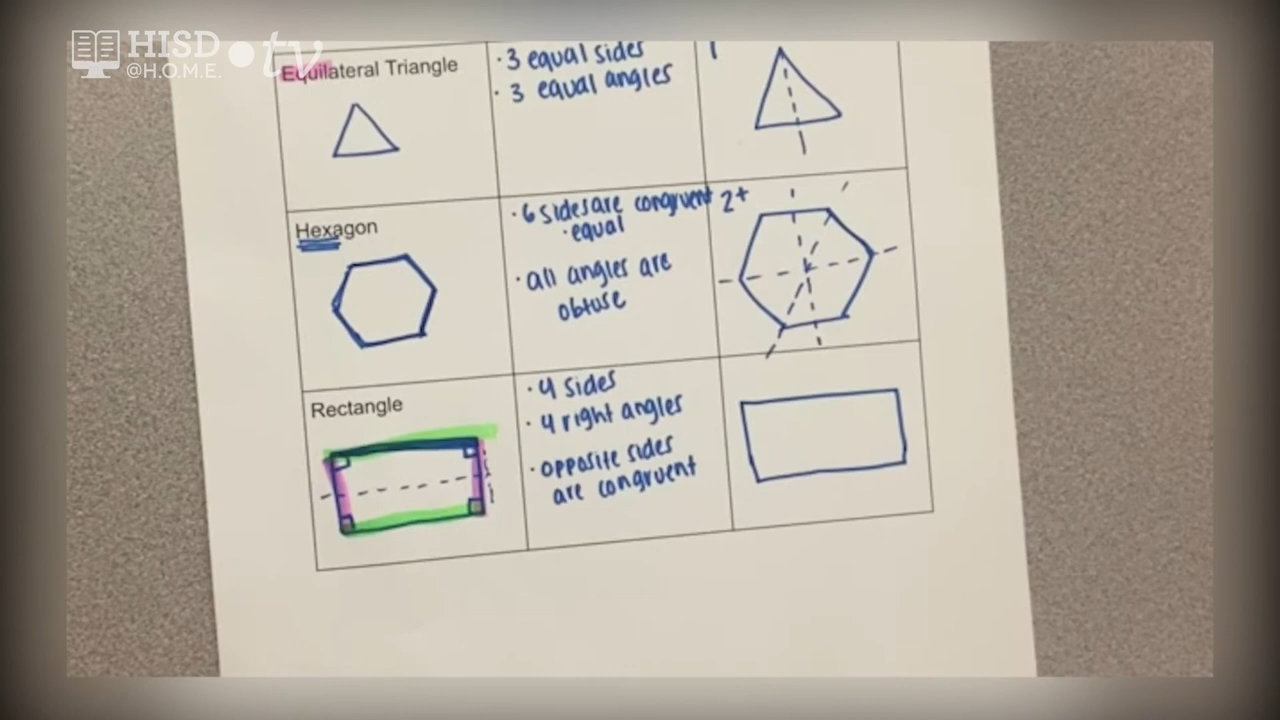 HISD
@H.O.M.E.
tv
Equilateral Triangle
· 3 equal sides
· 3 equal angles
1
Hexagon
· 6 sides are congruent
· equal
· all angles are
obtuse
2+
Rectangle
· 4 sides
· 4 right angles
· opposite sides
are congruent